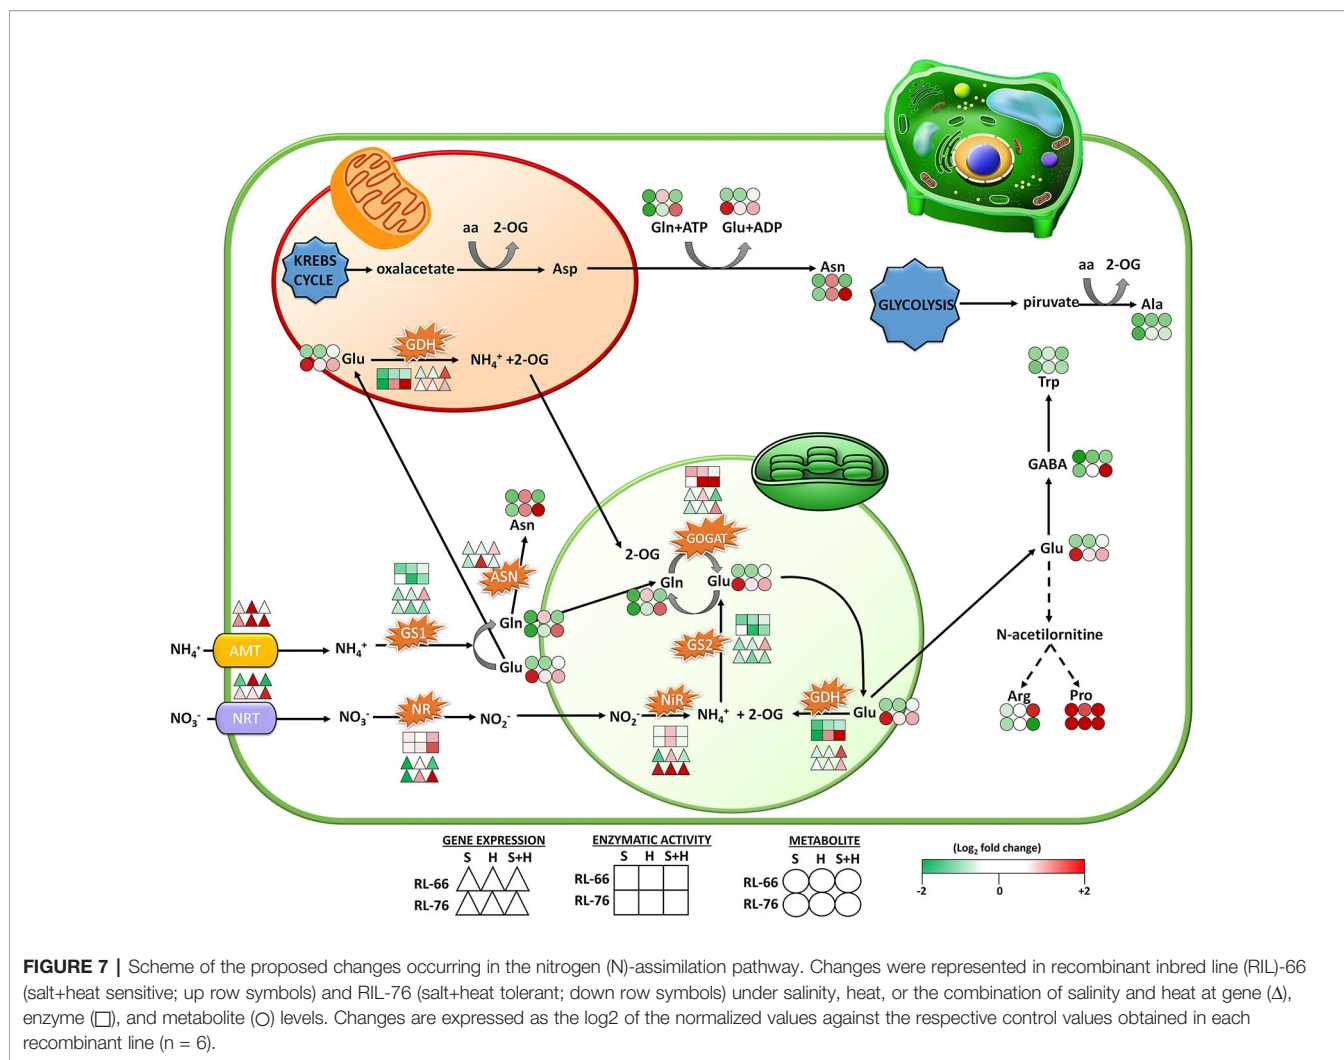 Gln+ATP Glu+ADP
aa 2-OG
KREBS
CYCLE
oxalacetate
Asp
Asn
GLYCOLYSIS
aa 2-OG
piruvate
Ala
Glu
GDH
NH4+ +2-OG
Trp
GABA
Glu
N-acetilornitine
Arg
Pro
Asn
ASN
2-OG
GOGAT
Gln
Glu
Gln
Glu
GS1
GS2
NH4+
AMT
NH4+
NO3-
NRT
NO3-
NR
NO2-
NO2-
NiR
NH4+ + 2-OG
GDH
Glu
GENE EXPRESSION
S H S+H
RL-66
RL-76
ENZYMATIC ACTIVITY
S H S+H
RL-66
RL-76
METABOLITE
S H S+H
RL-66
RL-76
(Log2 fold change)
-2 0 +2
FIGURE 7 | Scheme of the proposed changes occurring in the nitrogen (N)-assimilation pathway. Changes were represented in recombinant inbred line (RIL)-66
(salt+heat sensitive; up row symbols) and RIL-76 (salt+heat tolerant; down row symbols) under salinity, heat, or the combination of salinity and heat at gene (Δ),
enzyme (□), and metabolite (○) levels. Changes are expressed as the log2 of the normalized values against the respective control values obtained in each
recombinant line (n = 6).